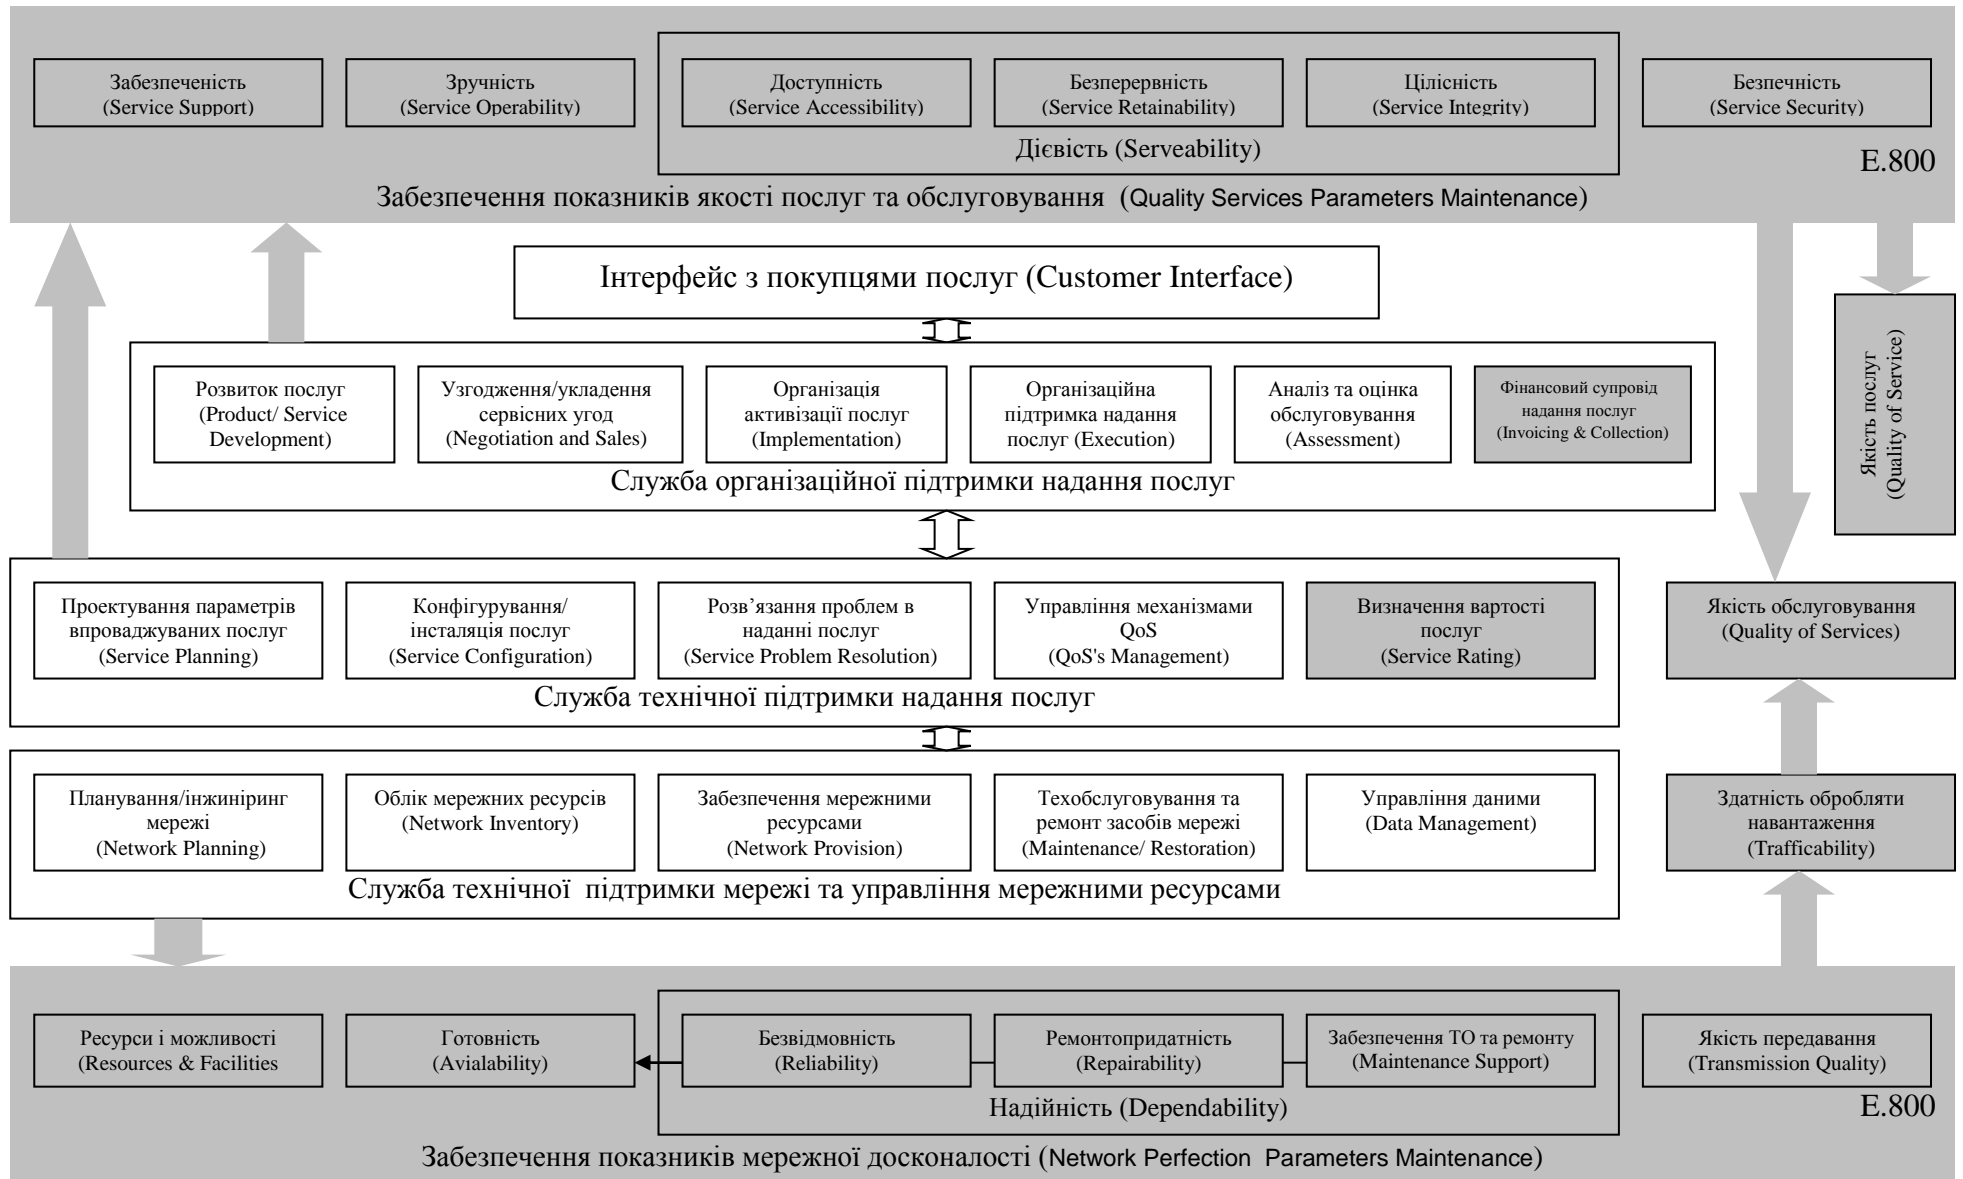 Забезпеченість
(Service Support)
Зручність
(Service Operability)
Доступність
(Service Accessibility)
Безперервність
(Service Retainability)
Цілісність
(Service Integrity)
Безпечність
(Service Security)
Дієвість (Serveability)
E.800
Забезпечення показників якості послуг та обслуговування (Quality Services Parameters Maintenance)
Інтерфейс з покупцями послуг (Customer Interface)
Розвиток послуг
(Product/ Service
Development)
Узгодження/укладення
сервісних угод
(Negotiation and Sales)
Організація
активізації послуг
(Implementation)
Організаційна
підтримка надання
послуг (Execution)
Аналіз та оцінка
обслуговування
(Assessment)
Фінансовий супровід
надання послуг
(Invoicing & Collection)
Служба організаційної підтримки надання послуг
Якість послуг
(Quality of Service)
Проектування параметрів
впроваджуваних послуг
(Service Planning)
Конфігурування/
інсталяція послуг
(Service Configuration)
Розв’язання проблем в
наданні послуг
(Service Problem Resolution)
Управління механізмами
QoS
(QoS's Management)
Визначення вартості
послуг
(Service Rating)
Якість обслуговування
(Quality of Services)
Служба технічної підтримки надання послуг
Планування/інжиніринг
мережі
(Network Planning)
Облік мережних ресурсів
(Network Inventory)
Забезпечення мережними
ресурсами
(Network Provision)
Техобслуговування та
ремонт засобів мережі
(Maintenance/ Restoration)
Управління даними
(Data Management)
Здатність обробляти
навантаження
(Trafficability)
Служба технічної підтримки мережі та управління мережними ресурсами
Ресурси і можливості
(Resources & Facilities
Готовність
(Avialability)
Безвідмовність
(Reliability)
Ремонтопридатність
(Repairability)
Забезпечення ТО та ремонту
(Maintenance Support)
Якість передавання
(Transmission Quality)
Надійність (Dependability)
E.800
Забезпечення показників мережної досконалості (Network Perfection Parameters Maintenance)